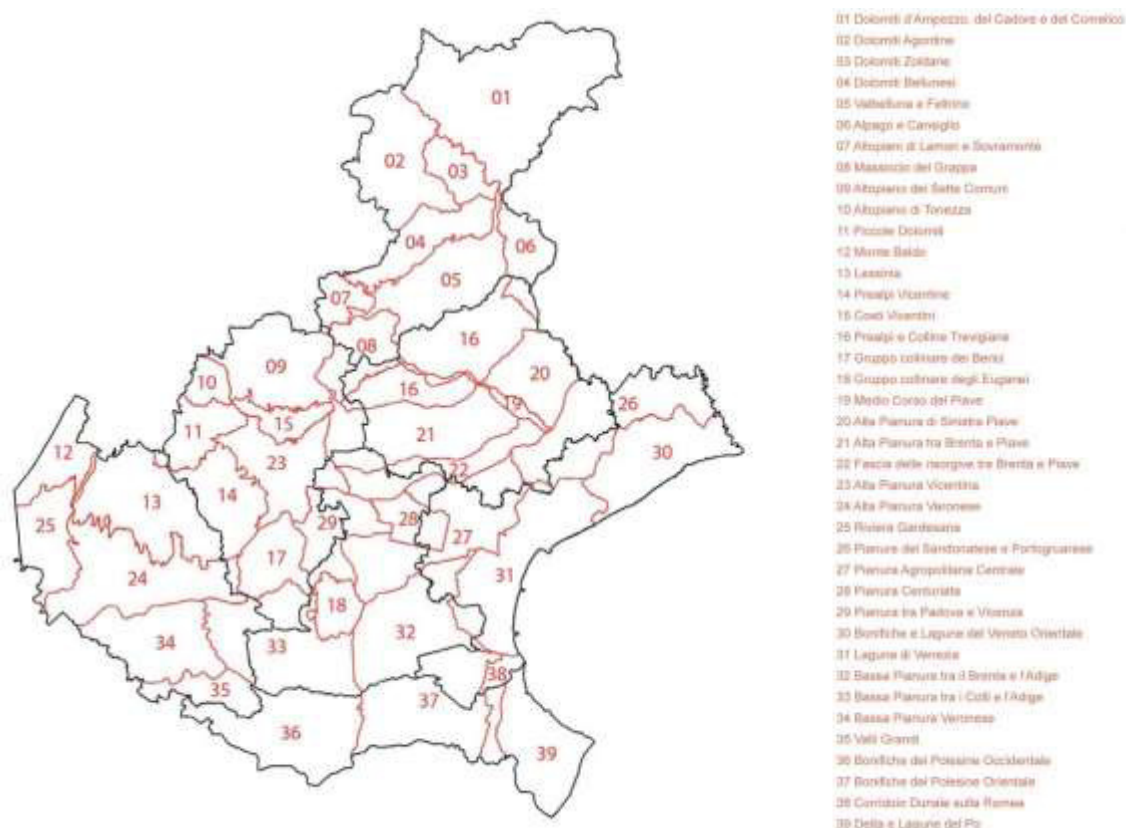 01 Dolomiti d'Ampezzo, del Cadore e del Comelico
02 Dolomiti Agordine
03 Dolomiti Zoldane
04 Dolomiti Bellunesi
05 Valbelluna e Feltrino
06 Alpago e Cansiglio
07 Altopiani di Lamon e Sovramonte
08 Massiccio del Grappa
09 Altopiano dei Sette Comuni
10 Altopiano di Tonezza
11 Piccole Dolomiti
12 Monte Baldo
13 Lessinia
14 Prealpi Vicentine
15 Costi Vicentini
16 Prealpi e Colline Trevigiane
17 Gruppo collinare dei Berici
18 Gruppo collinare degli Euganei
19 Medio Corso del Piave
20 Alta Pianura di Sinistra Piave
21 Alta Pianura tra Brenta e Piave
22 Fascia delle risorgive tra Brenta e Piave
23 Alta Pianura Vicentina
24 Alta Pianura Veronese
25 Riviera Gardesana
26 Pianure del Sandonatese e Portogruarese
27 Pianura Agropolitana Centrale
28 Pianura Centuriata
29 Pianura tra Padova e Vicenza
30 Bonifiche e Lagune del Veneto Orientale
31 Laguna di Venezia
32 Bassa Pianura tra il Brenta e l'Adige
33 Bassa Pianura tra i Colli e l'Adige
34 Bassa Pianura Veronese
35 Valli Grandi
36 Bonifiche del Polesine Occidentale
37 Bonifiche del Polesine Orientale
38 Corridoio Dunale sulla Romea
39 Delta e Lagune del Po
01
02
03
04
06
05
07
08
16
09
20
10
16
19
26
15
11
21
30
12
23
22
13
14
28
25
29
27
17
24
31
18
32
34
33
38
35
37
36
39